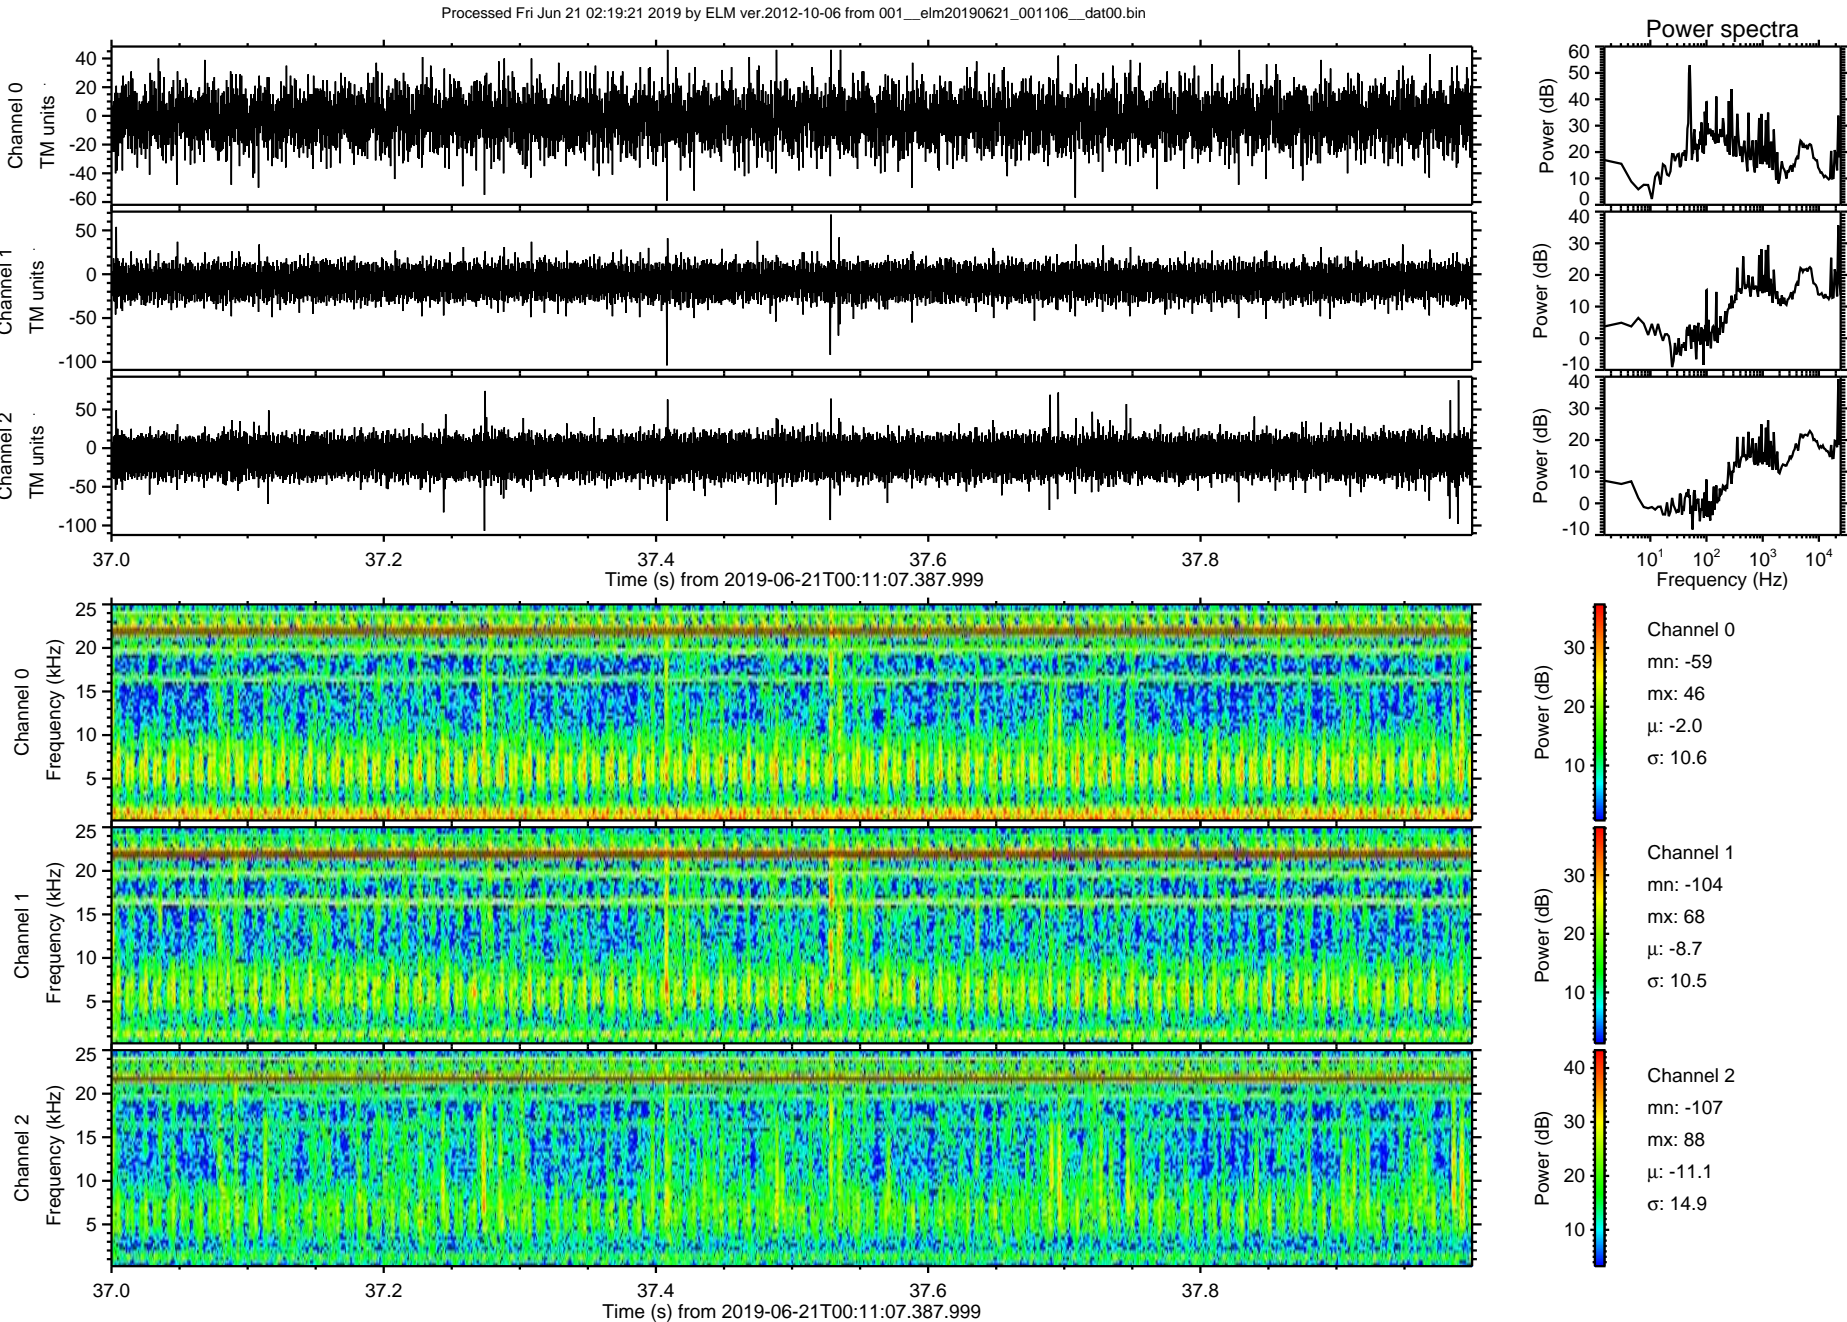 Processed Fri Jun 21 02:19:21 2019 by ELM ver.2012-10-06 from 001__elm20190621_001106__dat00.bin
Power spectra
Channel 0
TM units
40
20
0
-20
-40
-60
Power (dB)
60
50
40
30
20
10
0
Channel 1
TM units
50
0
-50
-100
Power (dB)
40
30
20
10
0
-10
Channel 2
TM units
50
0
-50
-100
Power (dB)
40
30
20
10
0
-10
37.0
37.2
37.4
37.6
37.8
Time (s) from 2019-06-21T00:11:07.387.999
10^1
10^2
10^3
10^4
Frequency (Hz)
Channel 0
Frequency (kHz)
25
20
15
10
5
Power (dB)
30
20
10
Channel 0
mn: -59
mx: 46
μ: -2.0
σ: 10.6
Channel 1
Frequency (kHz)
25
20
15
10
5
Power (dB)
30
20
10
Channel 1
mn: -104
mx: 68
μ: -8.7
σ: 10.5
Channel 2
Frequency (kHz)
25
20
15
10
5
Power (dB)
40
30
20
10
Channel 2
mn: -107
mx: 88
μ: -11.1
σ: 14.9
37.0
37.2
37.4
37.6
37.8
Time (s) from 2019-06-21T00:11:07.387.999